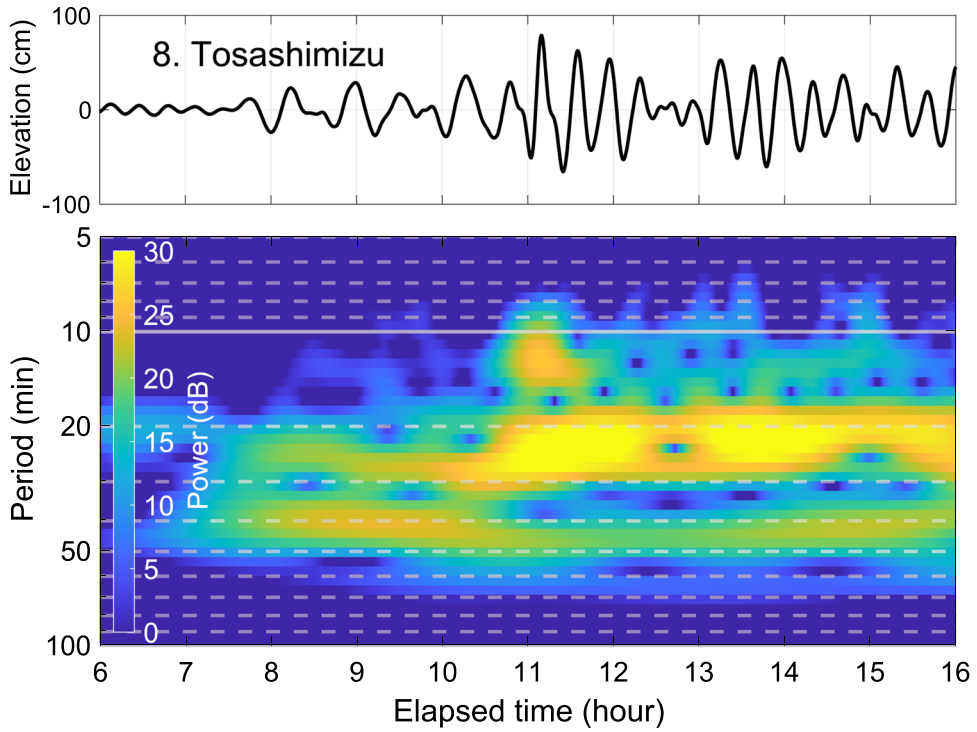 100
8. Tosashimizu
0
-100
Elevation (cm)
5
10
20
50
100
Period (min)
30
25
20
15
10
5
0
Power (dB)
6 7 8 9 10 11 12 13 14 15 16
Elapsed time (hour)